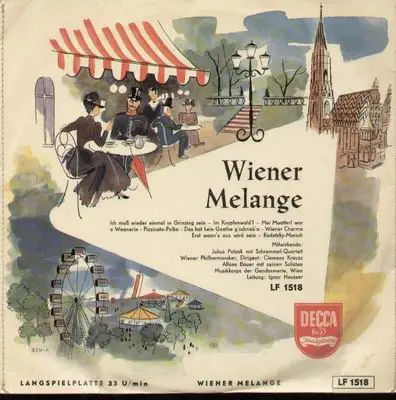 Wiener
Melange
Ich muß wieder einmal in Grinzing sein - Im Krapfenwald'l - Mei Muatterl war
a Weanerin - Pizzicato-Polka - Das hat kein Goethe g'schrieb'n - Wiener Charme
Erst wann's aus wird sein - Radetzky-Marsch
Mitwirkende:
Julius Patzak mit Schrammel-Quartett
Wiener Philharmoniker, Dirigent: Clemens Krauss
Alfons Bauer mit seinen Solisten
Musikkorps der Gendarmerie, Wien
Leitung: Ignar Neusser
LF 1518
DECCA
LANGSPIELPLATTE 33 U/min
WIENER MELANGE
LF 1518